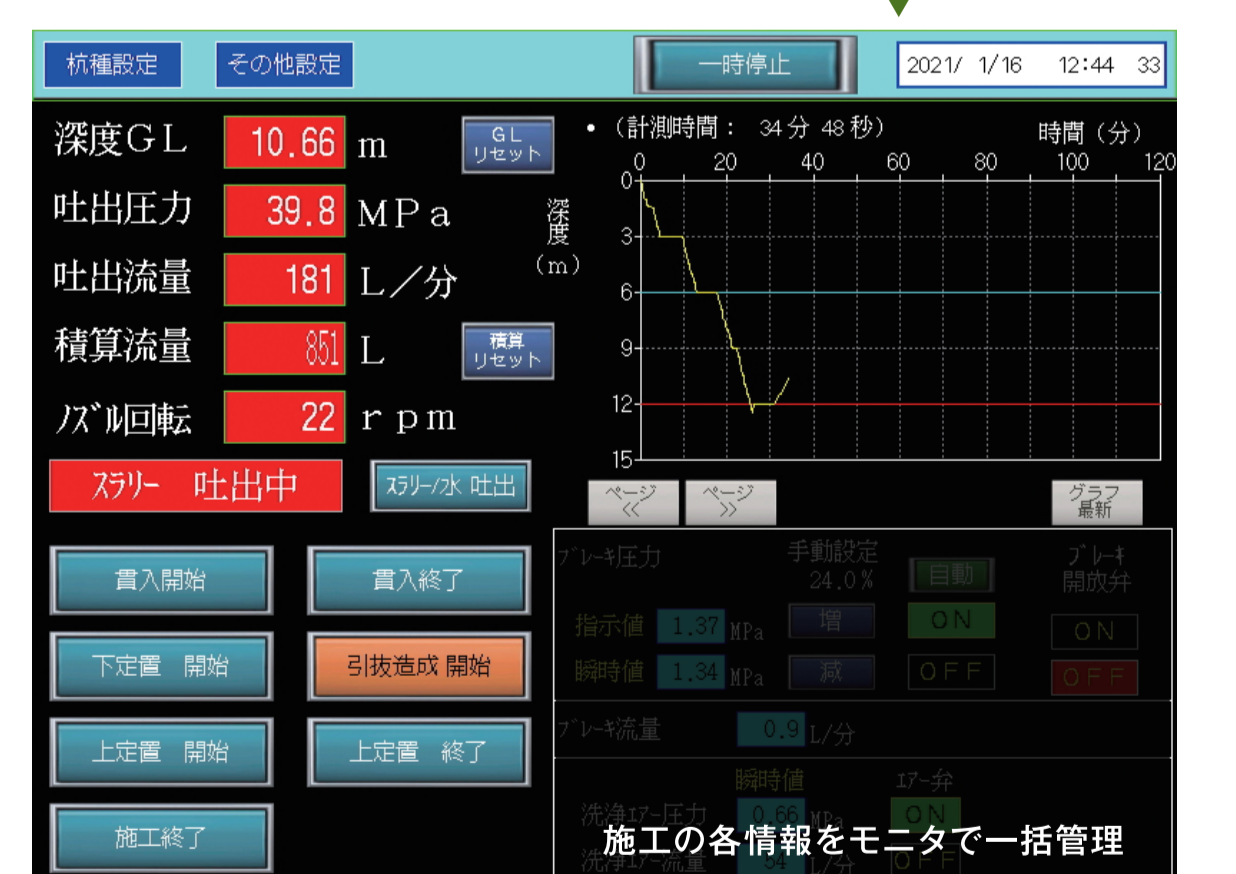 杭種設定 その他設定 一時停止 2021/ 1/16 12:44 33
深度GL 10.66 m GL リセット
吐出圧力 39.8 MPa
吐出流量 181 L/分
積算流量 851 L 積算 リセット
ノズル回転 22 rpm
スラリー 吐出中 スラリー/水 吐出
貫入開始 貫入終了
下定置 開始 引抜造成 開始
上定置 開始 上定置 終了
施工終了
・(計測時間: 34分 48秒) 時間(分)
0 20 40 60 80 100 120
深度(m)
0
3
6
9
12
15
ページ << ページ >> グラフ 最新
ブレーキ圧力 手動設定 24.0% 自動 ブレーキ 開放弁
指示値 1.37 MPa 増 ON ON
瞬時値 1.34 MPa 減 OFF OFF
ブレーキ流量 0.9 L/分
瞬時値 エアー弁
洗浄エアー圧力 0.66 MPa ON
洗浄エアー流量 54 L/分 OFF
施工の各情報をモニタで一括管理